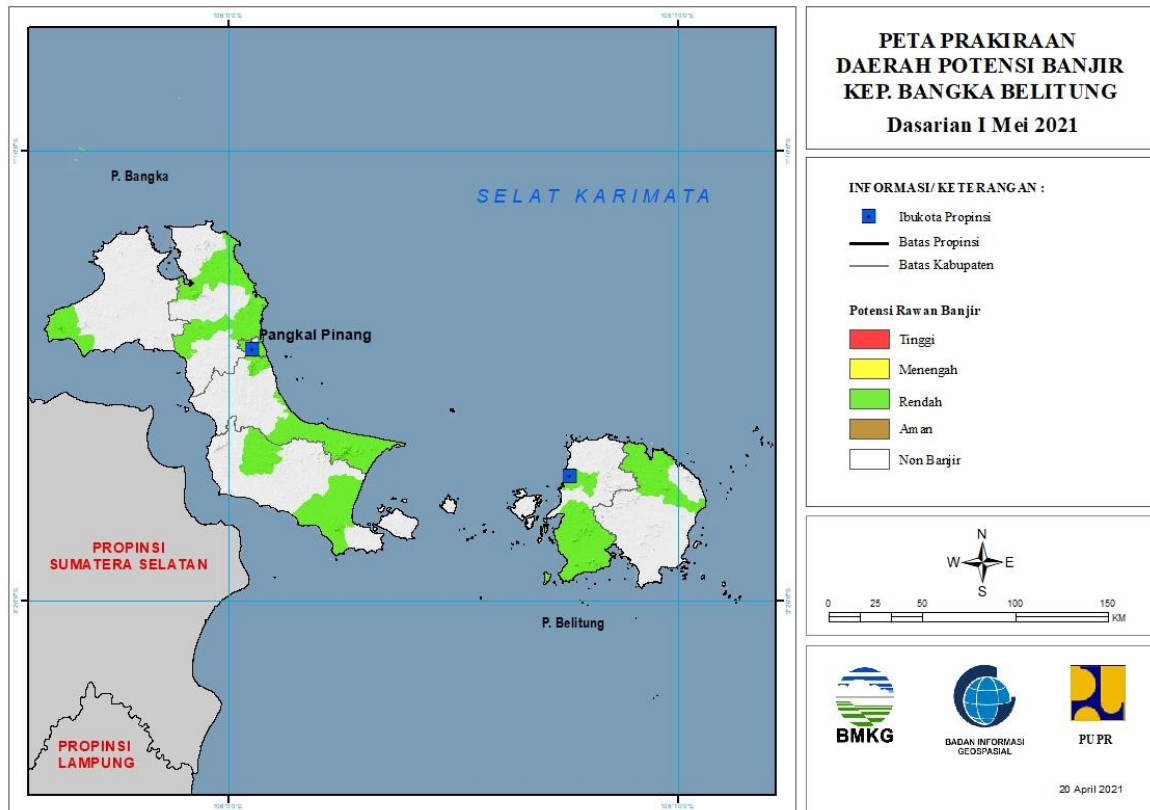 PETA PRAKIRAAN
DAERAH POTENSI BANJIR
KEP. BANGKA BELITUNG
Dasarian I Mei 2021
P. Bangka
SELAT KARIMATA
Pangkal Pinang
PROPINSI
SUMATERA SELATAN
P. Belitung
PROPINSI
LAMPUNG
INFORMASI/ KETERANGAN :
Ibukota Propinsi
Batas Propinsi
Batas Kabupaten
Potensi Rawan Banjir
Tinggi
Menengah
Rendah
Aman
Non Banjir
N
W E
S
0 25 50 100 150
KM
BMKG
BADAN INFORMASI
GEOSPASIAL
PUPR
20 April 2021